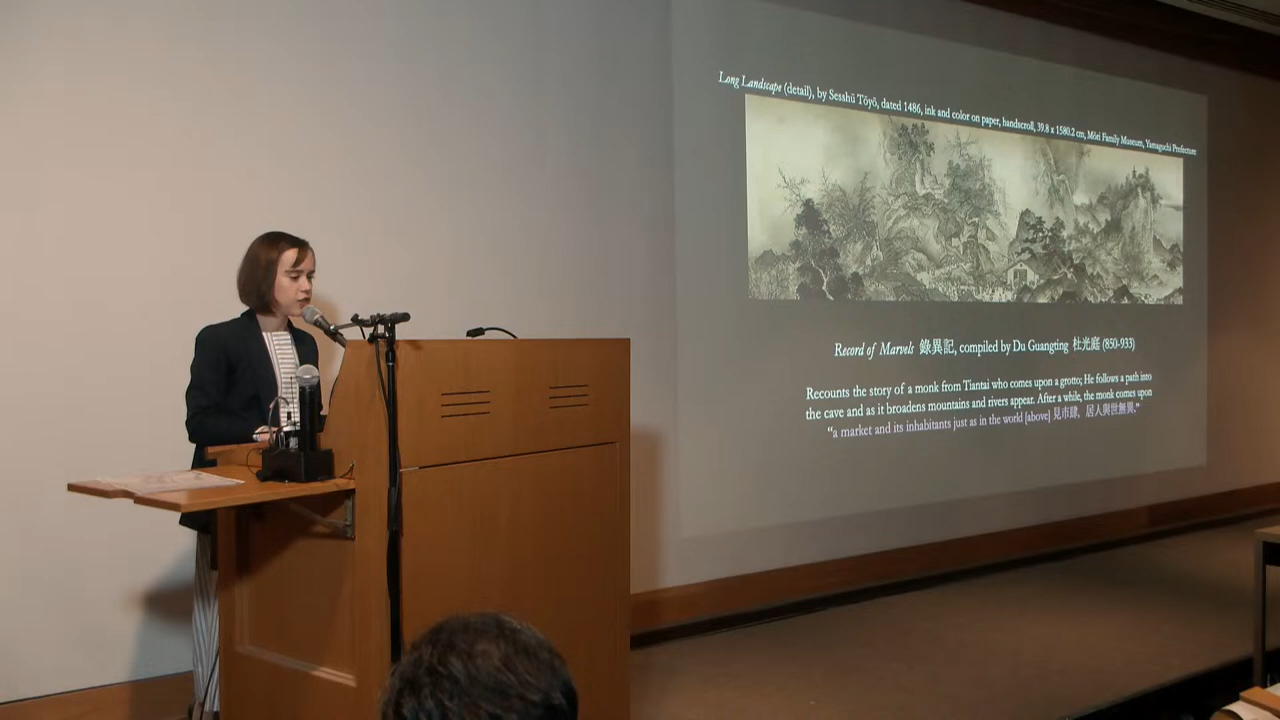 Long Landscape (detail), by Sesshū Tōyō, dated 1486, ink and color on paper, handscroll, 39.8 x 1580.2 cm, Mōri Family Museum, Yamaguchi Prefecture
Record of Marvels 錄異記, compiled by Du Guangting 杜光庭 (850-933)
Recounts the story of a monk from Tiantai who comes upon a grotto; He follows a path into
the cave and as it broadens mountains and rivers appear. After a while, the monk comes upon
“a market and its inhabitants just as in the world [above] 見市肆，居人與世無異.”